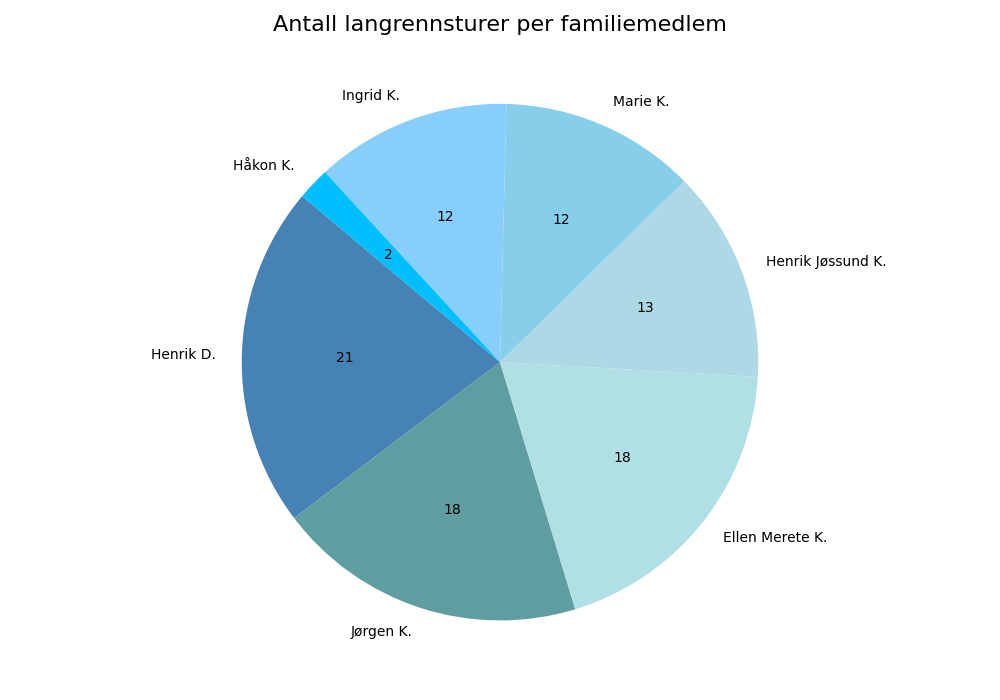 Antall langrennsturer per familiemedlem
Ingrid K.
Marie K.
Håkon K.
12
12
2
Henrik Jøssund K.
13
Henrik D.
21
18
18
Ellen Merete K.
Jørgen K.